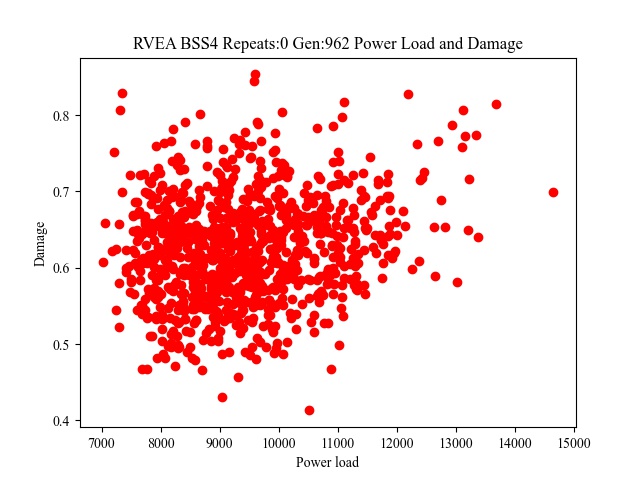 RVEA BSS4 Repeats:0 Gen:962 Power Load and Damage
0.8
0.7
0.6
0.5
0.4
Damage
7000 8000 9000 10000 11000 12000 13000 14000 15000
Power load